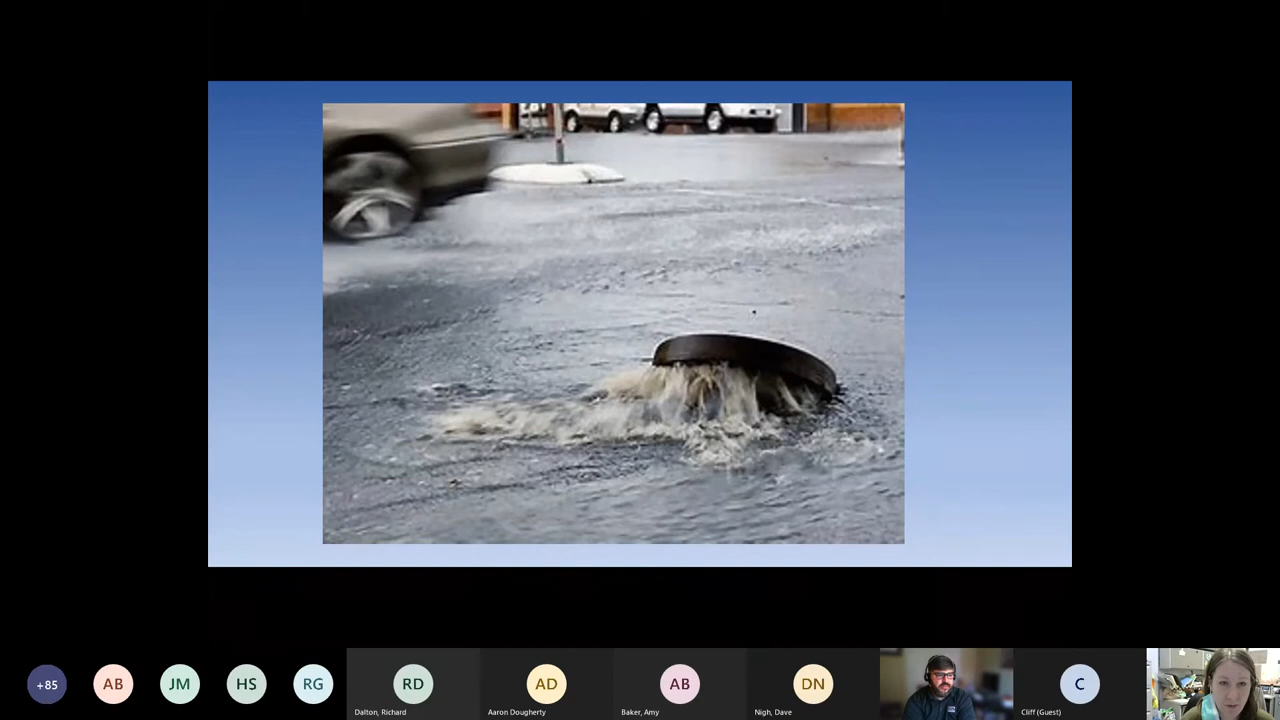 +85
AB
JM
HS
RG
RD
AD
AB
DN
C
Dalton, Richard
Aaron Dougherty
Baker, Amy
Nigh, Dave
Cliff (Guest)